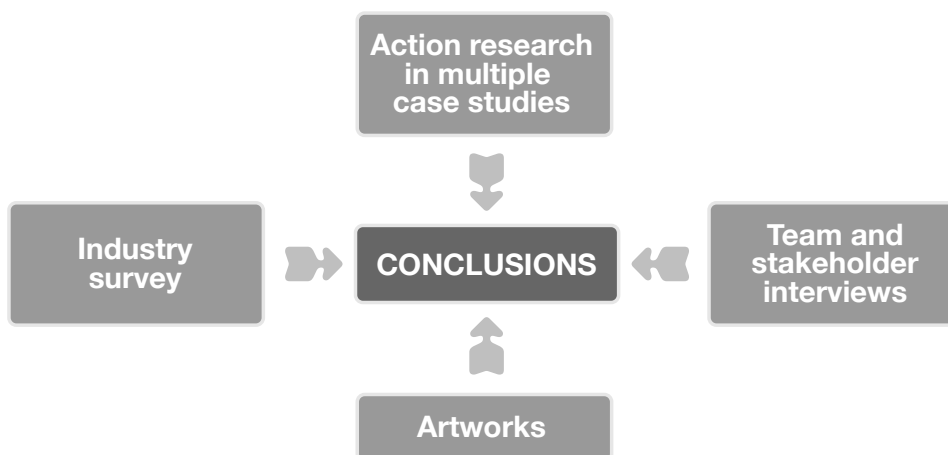 Action research
in multiple
case studies
Industry
survey
CONCLUSIONS
Team and
stakeholder
interviews
Artworks